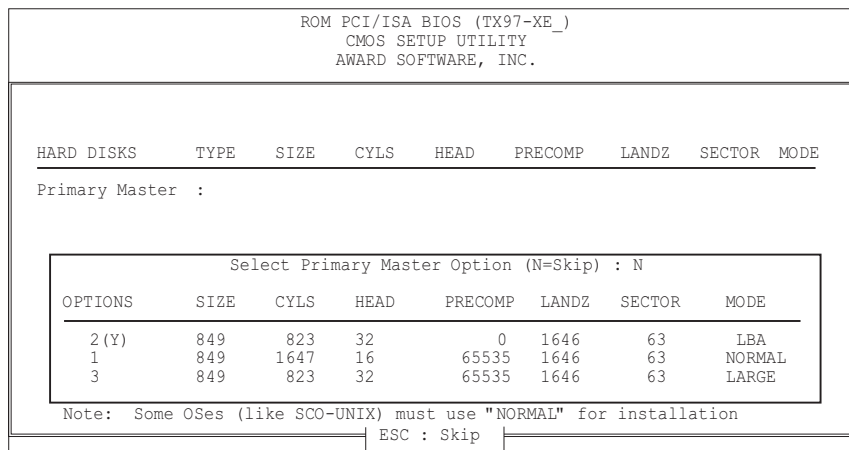 ROM PCI/ISA BIOS (TX97-XE_)
CMOS SETUP UTILITY
AWARD SOFTWARE, INC.
HARD DISKS TYPE SIZE CYLS HEAD PRECOMP LANDZ SECTOR MODE
Primary Master :
Select Primary Master Option (N=Skip) : N
OPTIONS SIZE CYLS HEAD PRECOMP LANDZ SECTOR MODE
2(Y) 849 823 32 0 1646 63 LBA
1 849 1647 16 65535 1646 63 NORMAL
3 849 823 32 65535 1646 63 LARGE
Note: Some OSes (like SCO-UNIX) must use "NORMAL" for installation
ESC : Skip